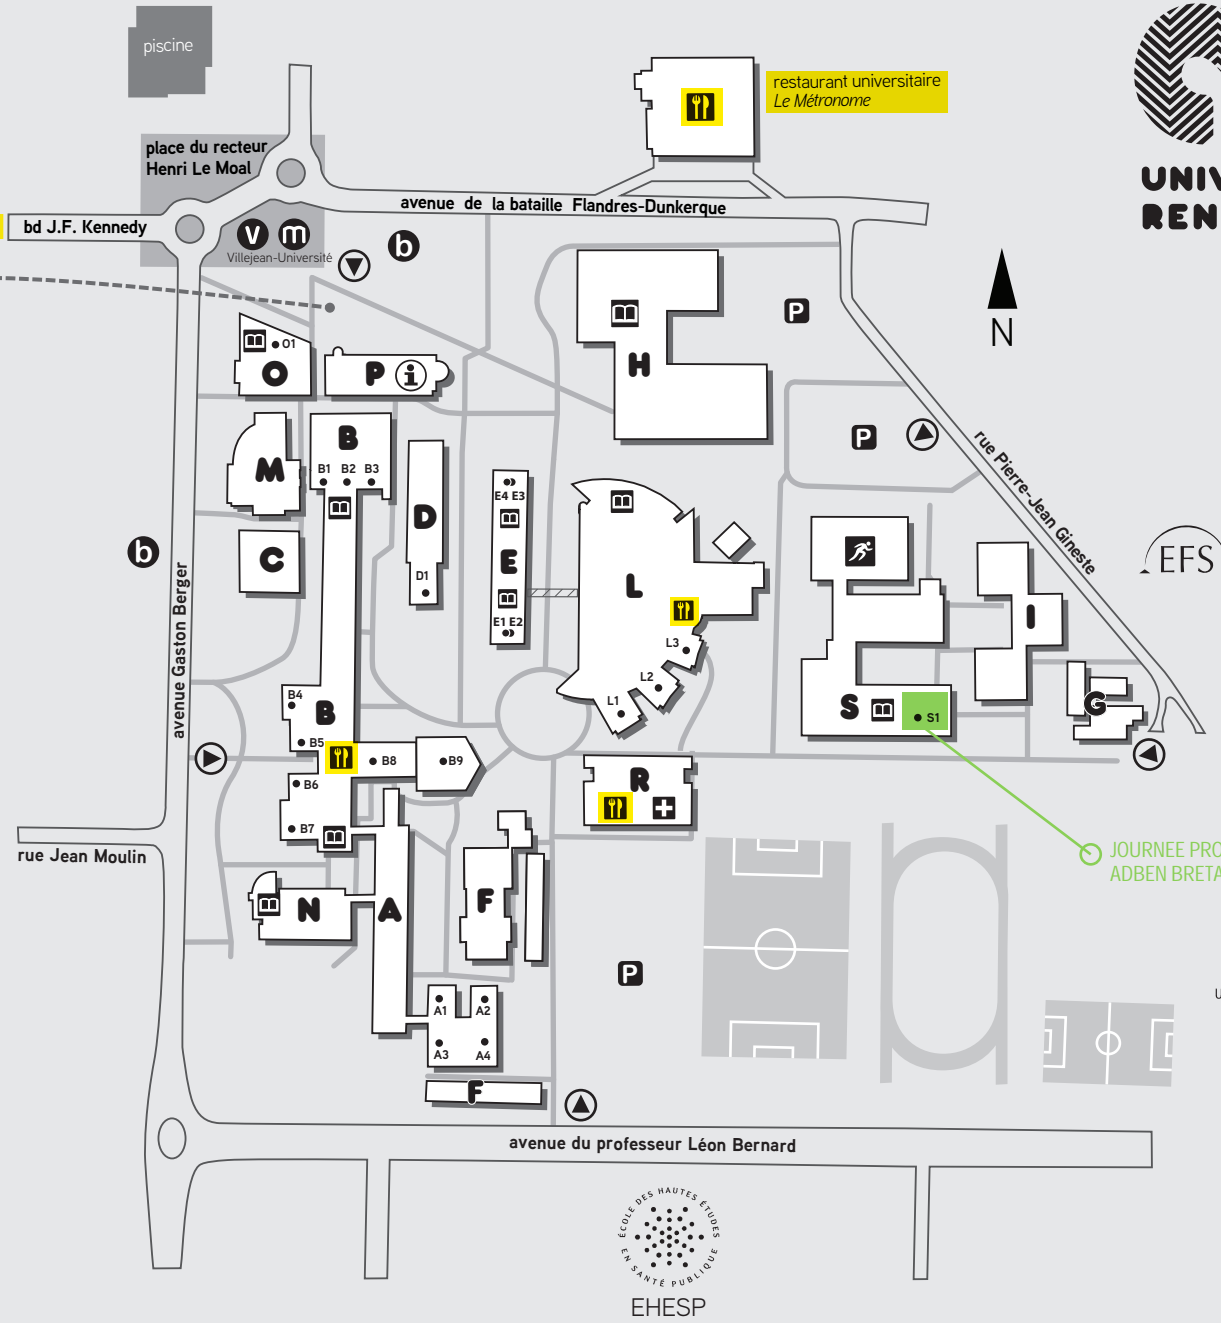 piscine
restaurant universitaire
Le Métronome
place du recteur
Henri Le Moal
UNIV
REN
bd J.F. Kennedy
avenue de la bataille Flandres-Dunkerque
v m
b
Villejean-Université
P
N
O1
O
P i
H
B
P
M
B1 B2 B3
rue Pierre-Jean Gineste
E4 E3
D
b
C
E
EFS
D1
L
I
avenue Gaston Berger
E1 E2
L3
L2
B4
L1
B
S
S1
G
B5
B8
B9
B6
R
B7
rue Jean Moulin
JOURNEE PRO
ADBEN BRETA
N
A
F
P
U
A1 A2
A3 A4
F
avenue du professeur Léon Bernard
ÉCOLE DES HAUTES ÉTUDES
EN SANTÉ PUBLIQUE
EHESP